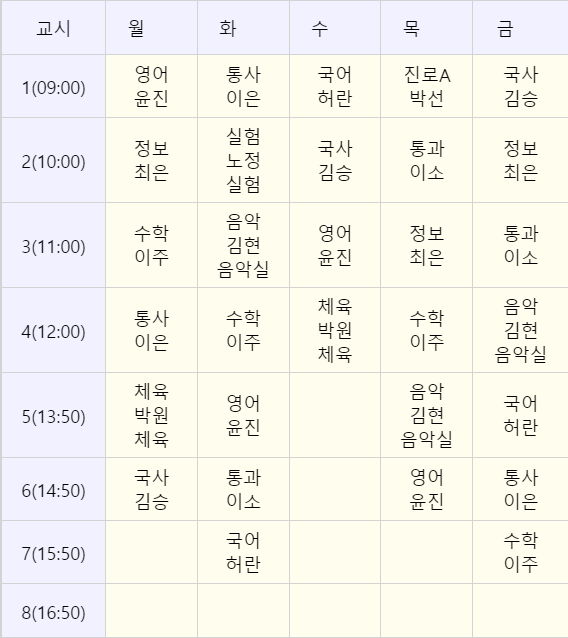 교시 월 화 수 목 금
1(09:00) 영어 통사 국어 진로A 국사
윤진 이은 허란 박선 김승
2(10:00) 정보 실험 국사 통과 정보
최은 노정 김승 이소 최은
실험
3(11:00) 수학 음악 영어 정보 통과
이주 김현 윤진 최은 이소
음악실
4(12:00) 통사 수학 체육 수학 음악
이은 이주 박원 이주 김현
체육 음악실
5(13:50) 체육 영어 음악 국어
박원 윤진 김현 허란
체육 음악실
6(14:50) 국사 통과 영어 통사
김승 이소 윤진 이은
7(15:50) 국어 수학
허란 이주
8(16:50)